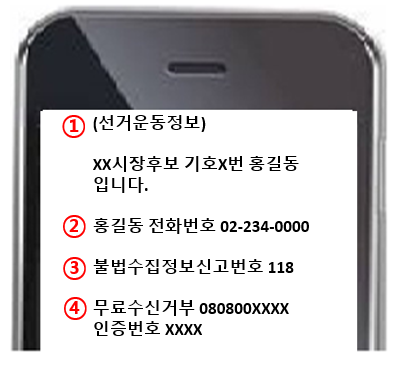 ① (선거운동정보)
XX시장후보 기호X번 홍길동
입니다.
② 홍길동 전화번호 02-234-0000
③ 불법수집정보신고번호 118
④ 무료수신거부 080800XXXX
인증번호 XXXX